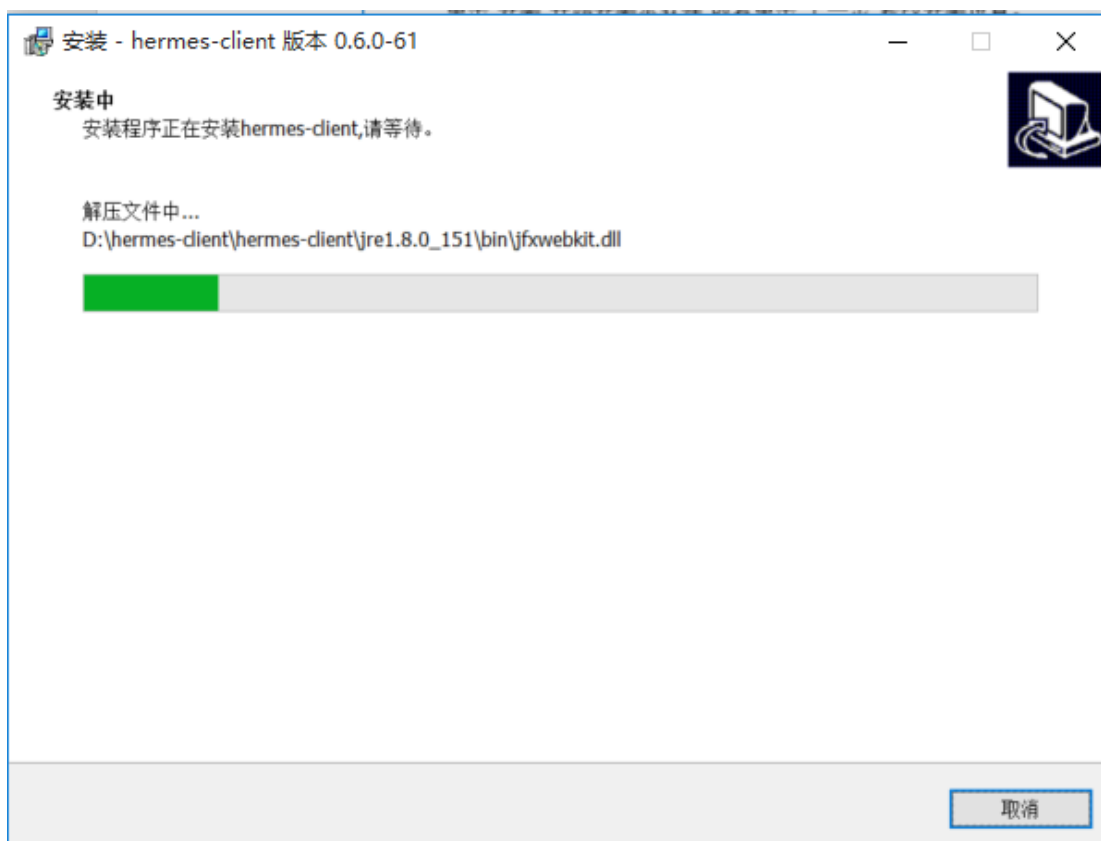 安装 - hermes-client 版本 0.6.0-61
安装中
安装程序正在安装hermes-client,请等待。
解压文件中...
D:\hermes-client\hermes-client\jre1.8.0_151\bin\jfxwebkit.dll
取消